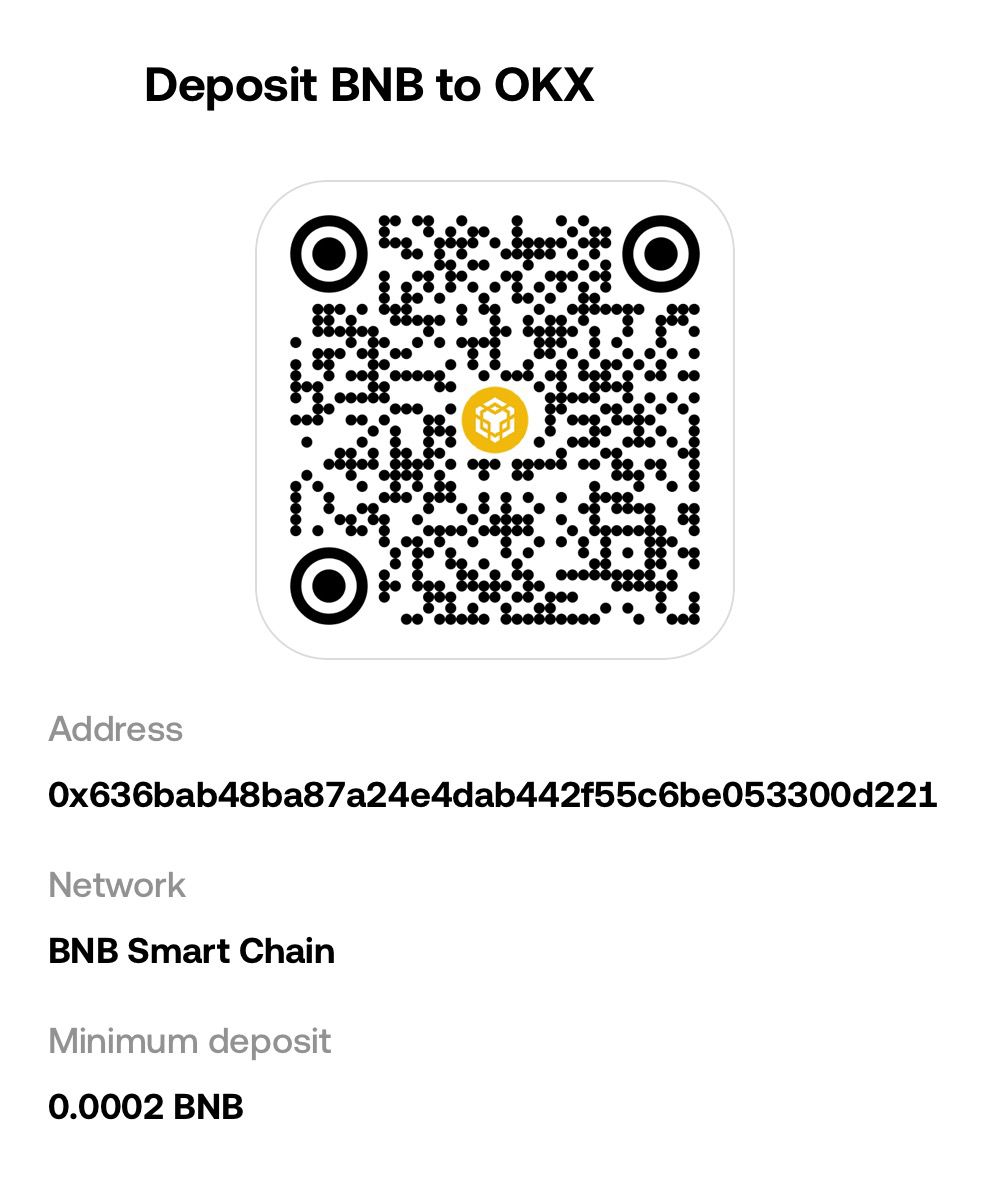 Deposit BNB to OKX
Address
0x636bab48ba87a24e4dab442f55c6be053300d221
Network
BNB Smart Chain
Minimum deposit
0.0002 BNB